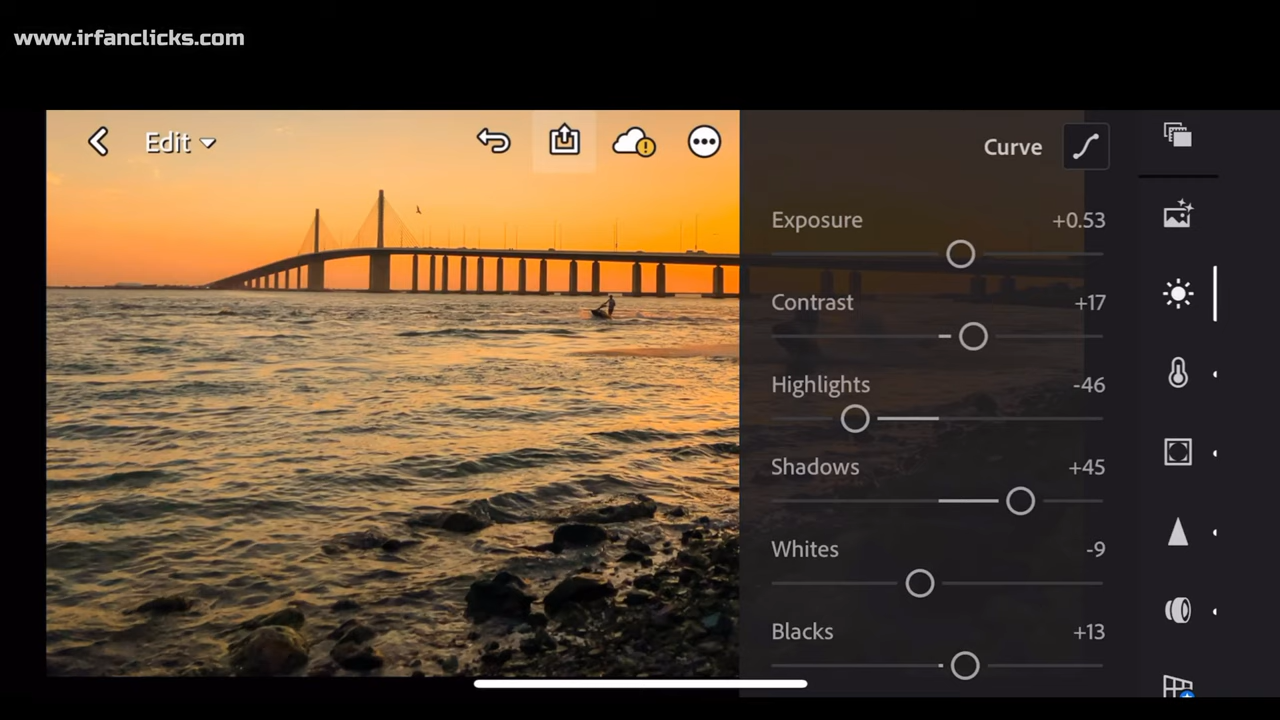 www.irfanclicks.com
Edit
Curve
Exposure +0.53
Contrast +17
Highlights -46
Shadows +45
Whites -9
Blacks +13